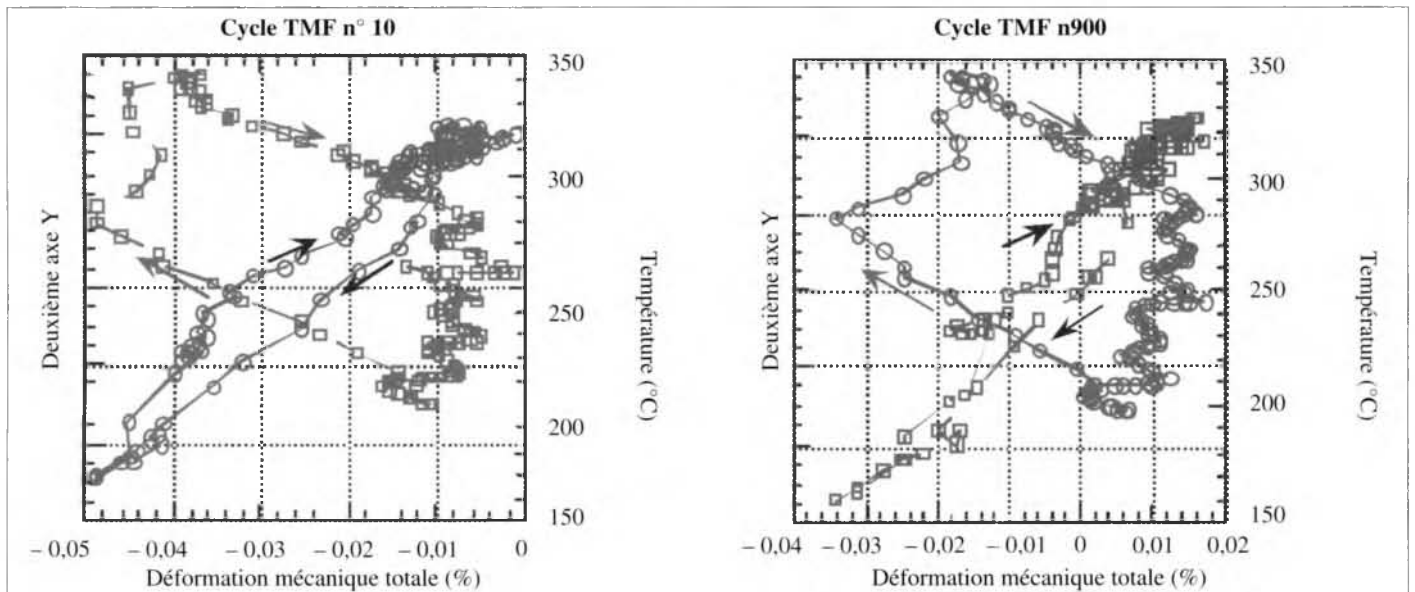 Cycle TMF n° 10
Deuxième axe Y
350
300
250
200
150
Température (°C)
– 0,05
– 0,04
– 0,03
– 0,02
– 0,01
0
Déformation mécanique totale (%)
Cycle TMF n900
Deuxième axe Y
350
300
250
200
150
Température (°C)
– 0,04
– 0,03
– 0,02
– 0,01
0
0,01
0,02
Déformation mécanique totale (%)